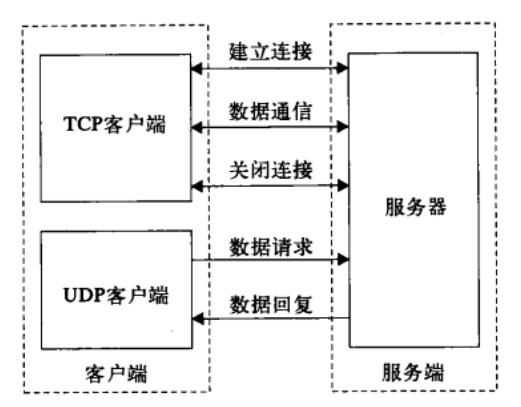 建立连接
TCP客户端
数据通信
关闭连接
服务器
数据请求
UDP客户端
数据回复
客户端
服务端